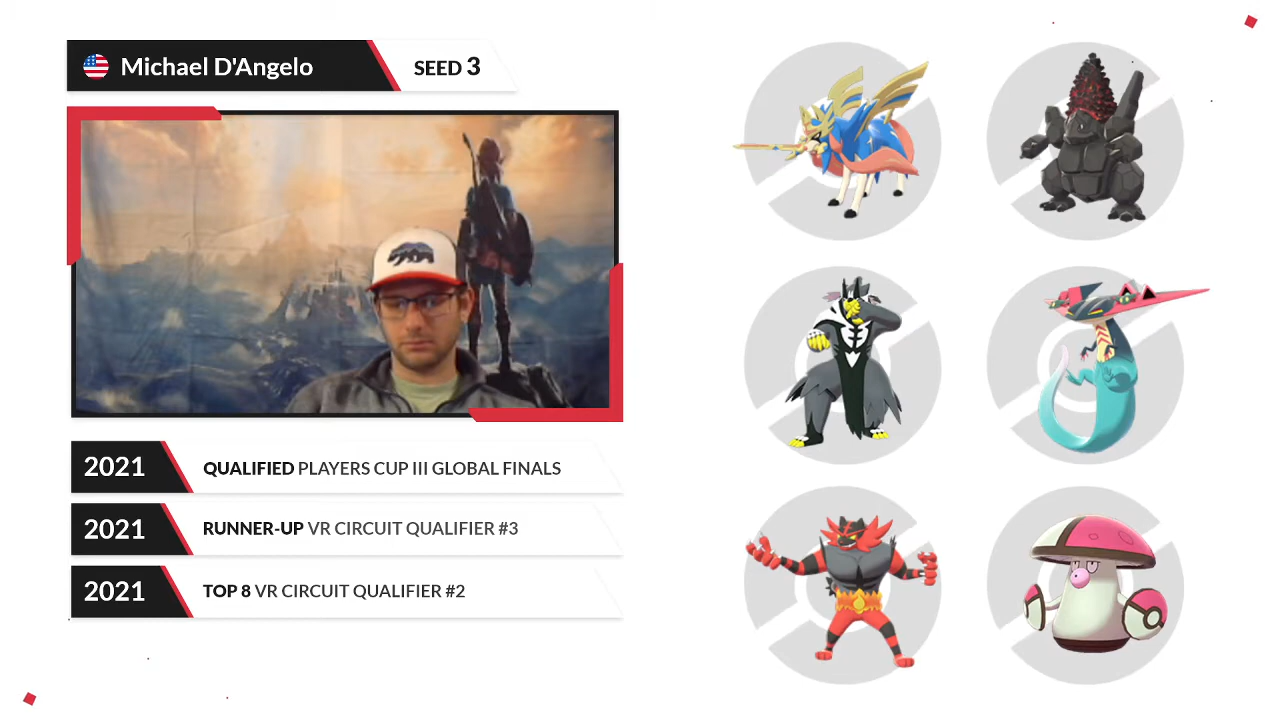 Michael D'Angelo
SEED 3
2021 QUALIFIED PLAYERS CUP III GLOBAL FINALS
2021 RUNNER-UP VR CIRCUIT QUALIFIER #3
2021 TOP 8 VR CIRCUIT QUALIFIER #2